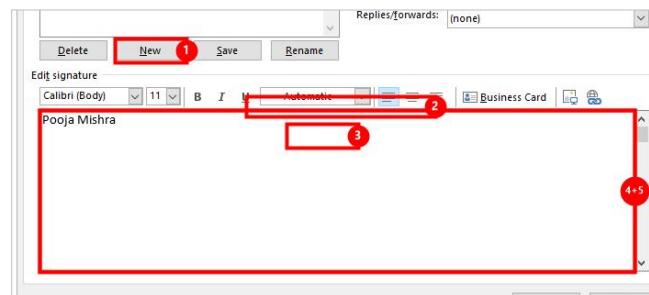 Replies/forwards: (none)
Delete New 1 Save Rename
Edit signature
Calibri (Body) 11 B I U Automatic Business Card
2
Pooja Mishra
3
4+5